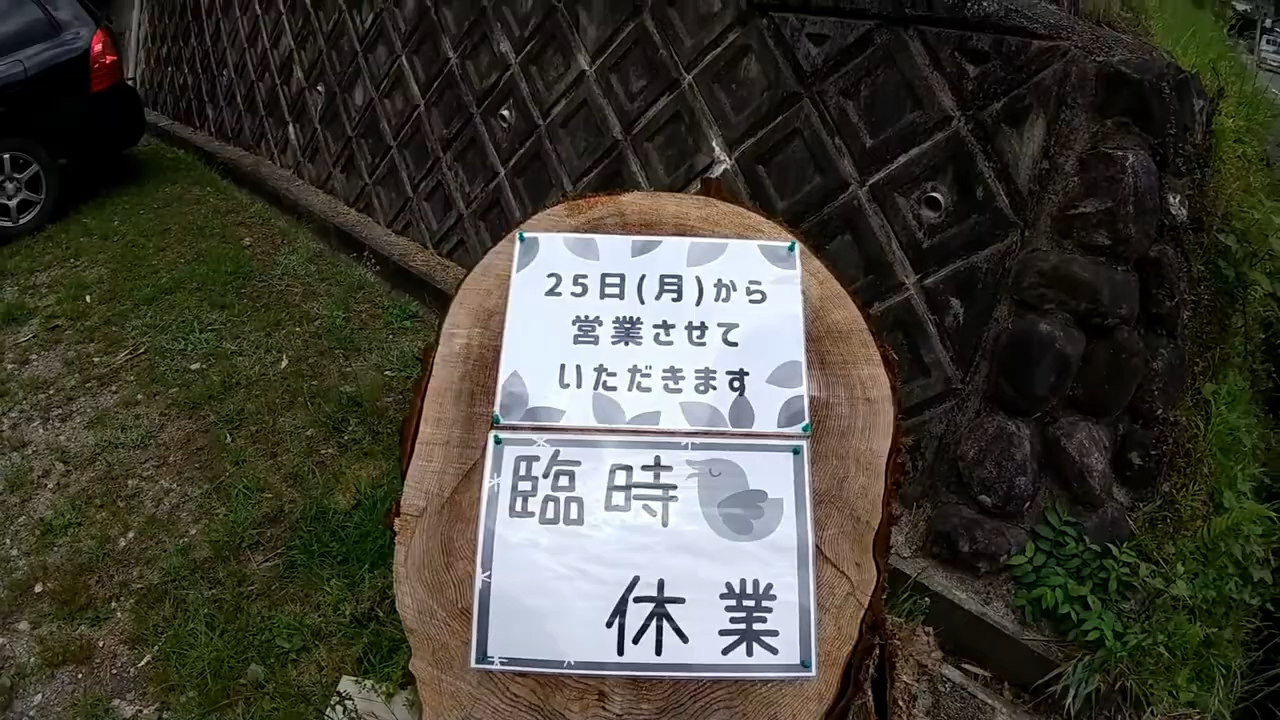 25日(月)から
営業させて
いただきます
臨時
休業